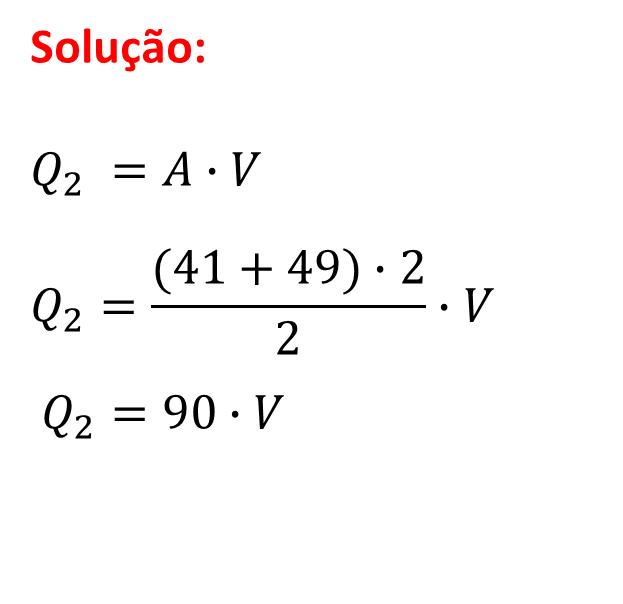 Solução:
Q₂ = A · V
Q₂ = (41 + 49) · 2 / 2 · V
Q₂ = 90 · V